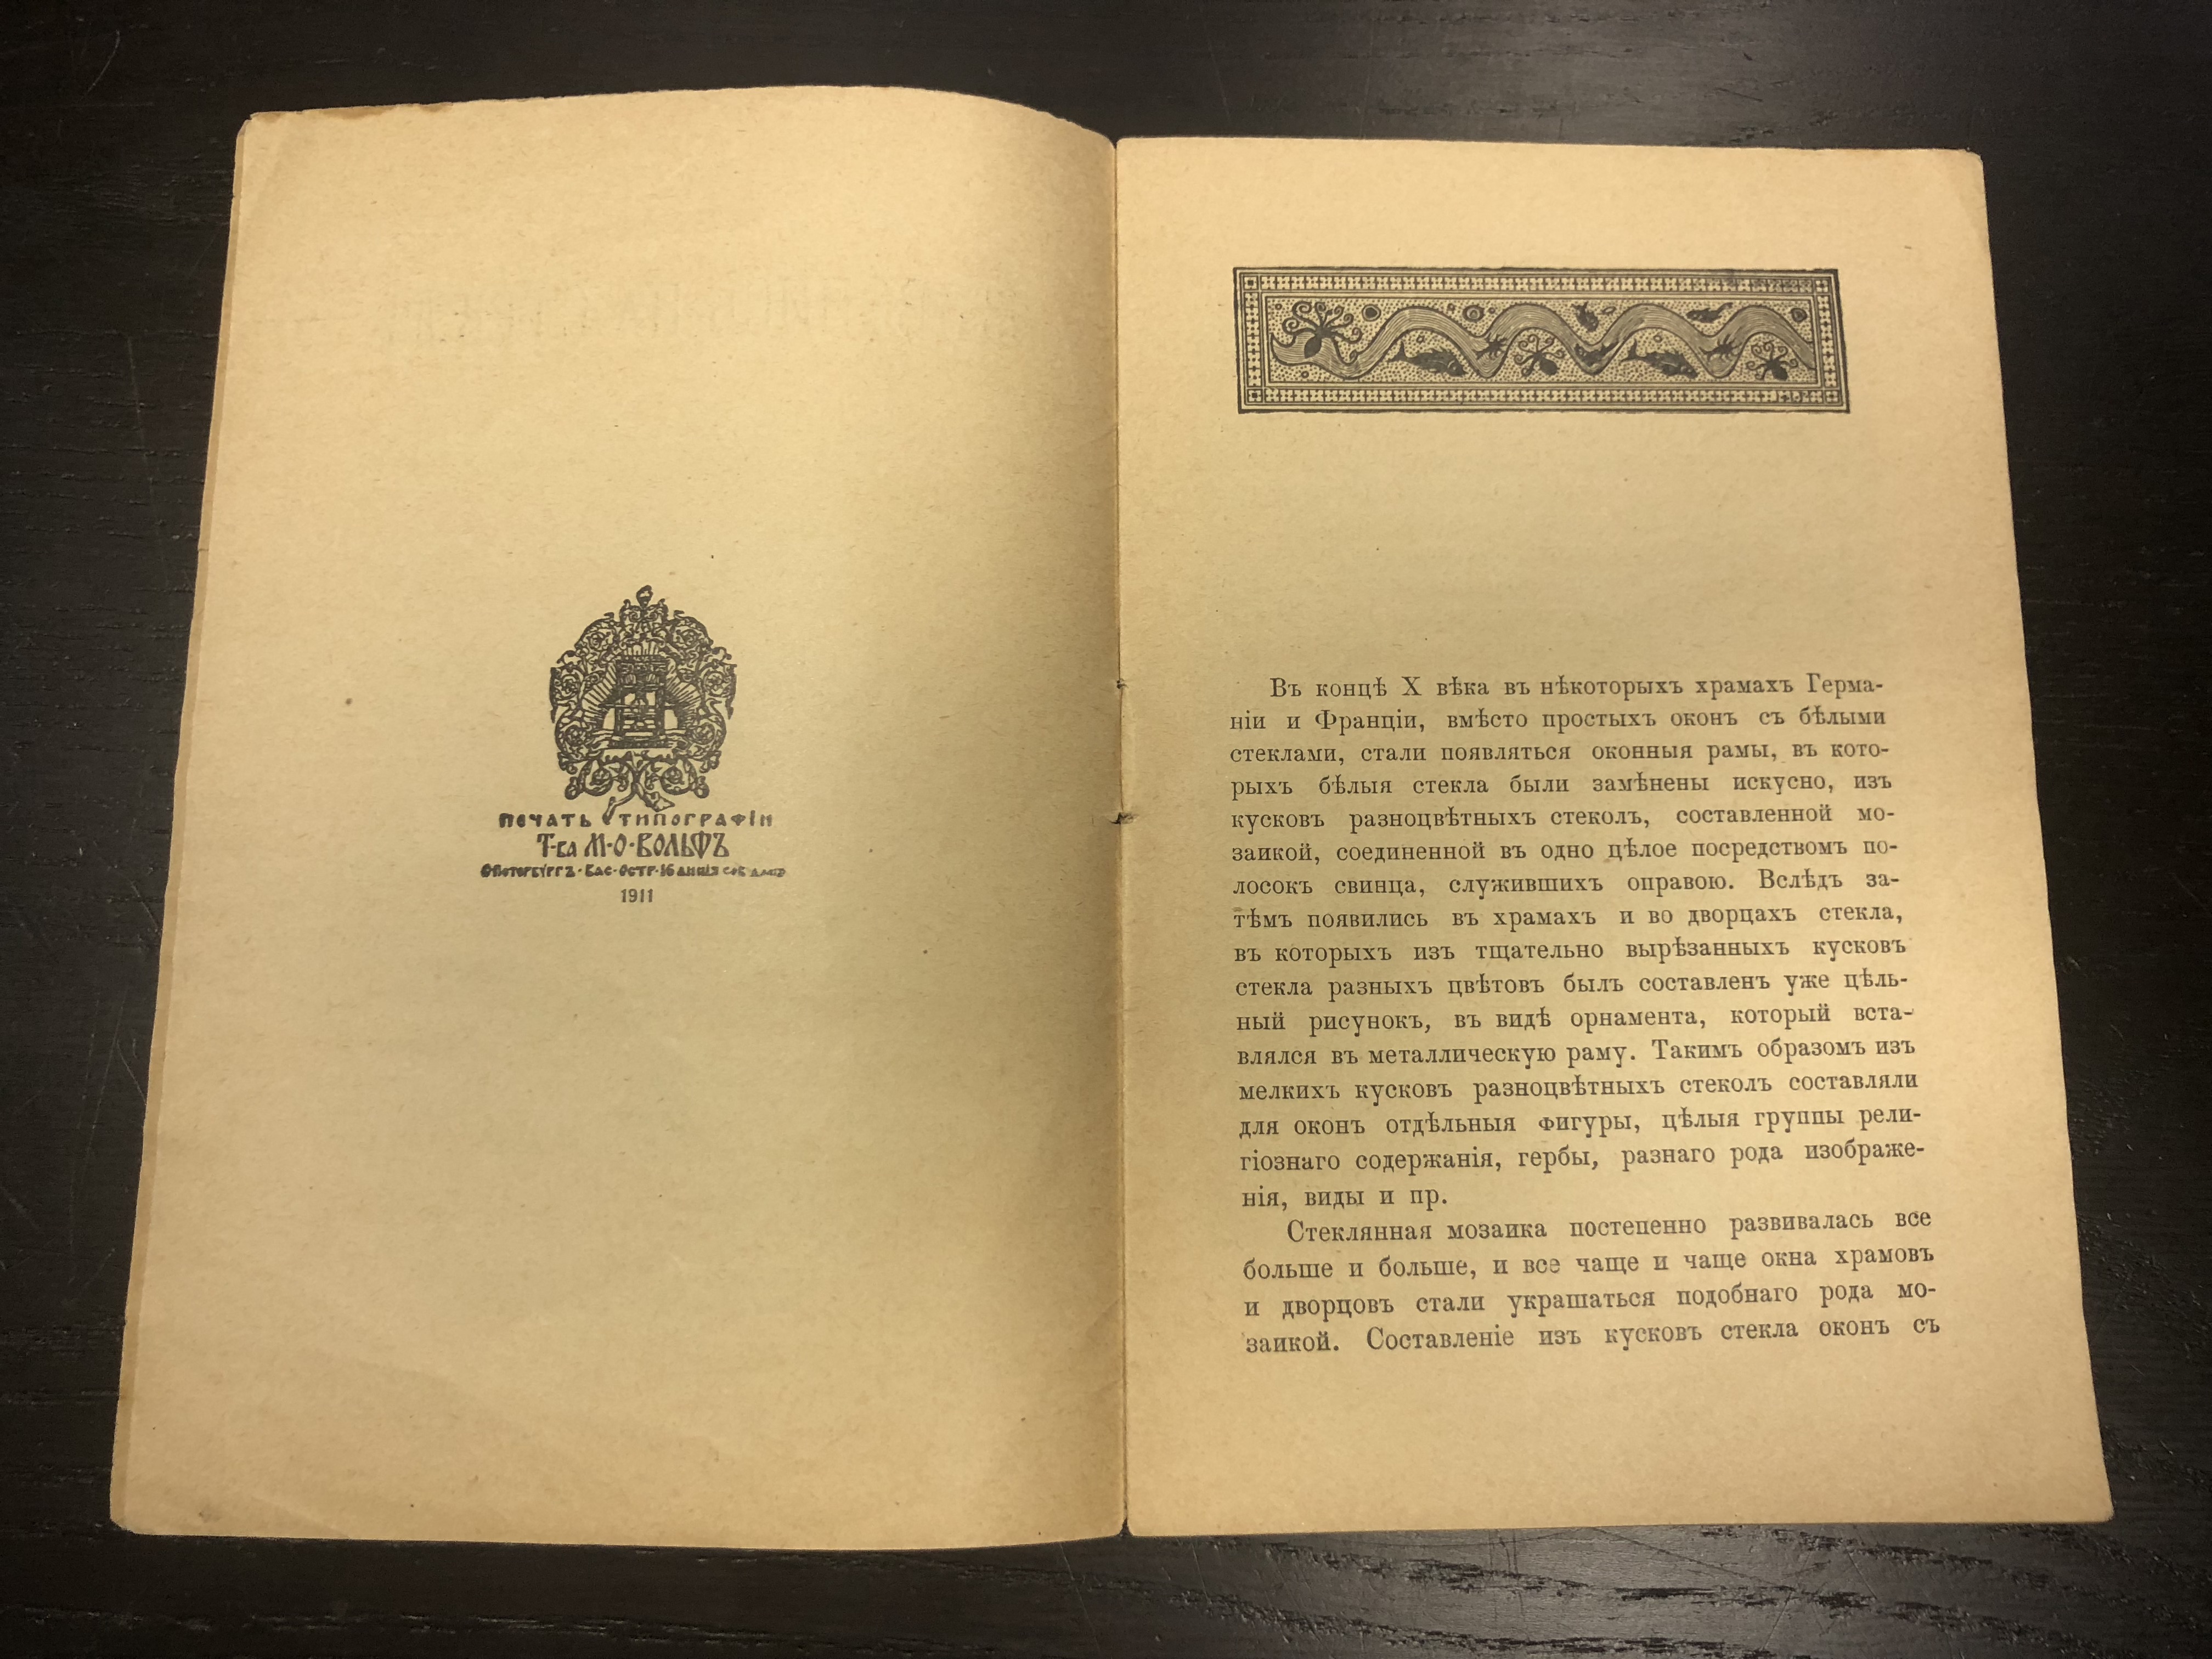 Печать типографіи
Т-ва М·О·Вольфъ
СПетербургъ·Вас·Остр·16 линія соб д
1911
Въ концѣ X вѣка въ нѣкоторыхъ храмахъ Герма-
ніи и Франціи, вмѣсто простыхъ оконъ съ бѣлыми
стеклами, стали появляться оконныя рамы, въ кото-
рыхъ бѣлыя стекла были замѣнены искусно, изъ
кусковъ разноцвѣтныхъ стеколъ, составленной мо-
заикой, соединенной въ одно цѣлое посредствомъ по-
лосокъ свинца, служившихъ оправою. Вслѣдъ за-
тѣмъ появились въ храмахъ и во дворцахъ стекла,
въ которыхъ изъ тщательно вырѣзанныхъ кусковъ
стекла разныхъ цвѣтовъ былъ составленъ уже цѣль-
ный рисунокъ, въ видѣ орнамента, который вста-
влялся въ металлическую раму. Такимъ образомъ изъ
мелкихъ кусковъ разноцвѣтныхъ стеколъ составляли
для оконъ отдѣльныя фигуры, цѣлыя группы рели-
гіознаго содержанія, гербы, разнаго рода изображе-
нія, виды и пр.
Стеклянная мозаика постепенно развивалась все
больше и больше, и все чаще и чаще окна храмовъ
и дворцовъ стали украшаться подобнаго рода мо-
заикой. Составленіе изъ кусковъ стекла оконъ съ